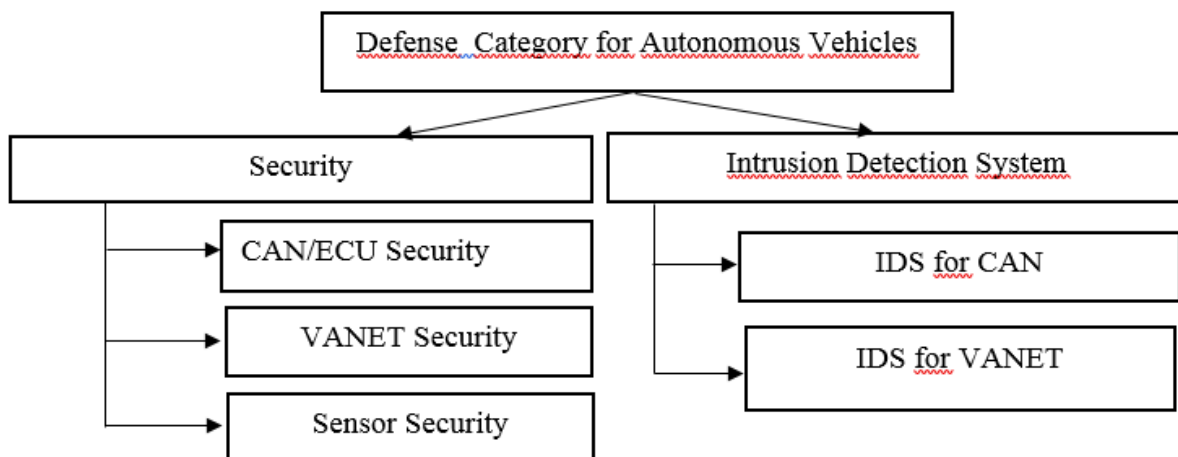 Defense Category for Autonomous Vehicles
Security
CAN/ECU Security
VANET Security
Sensor Security
Intrusion Detection System
IDS for CAN
IDS for VANET